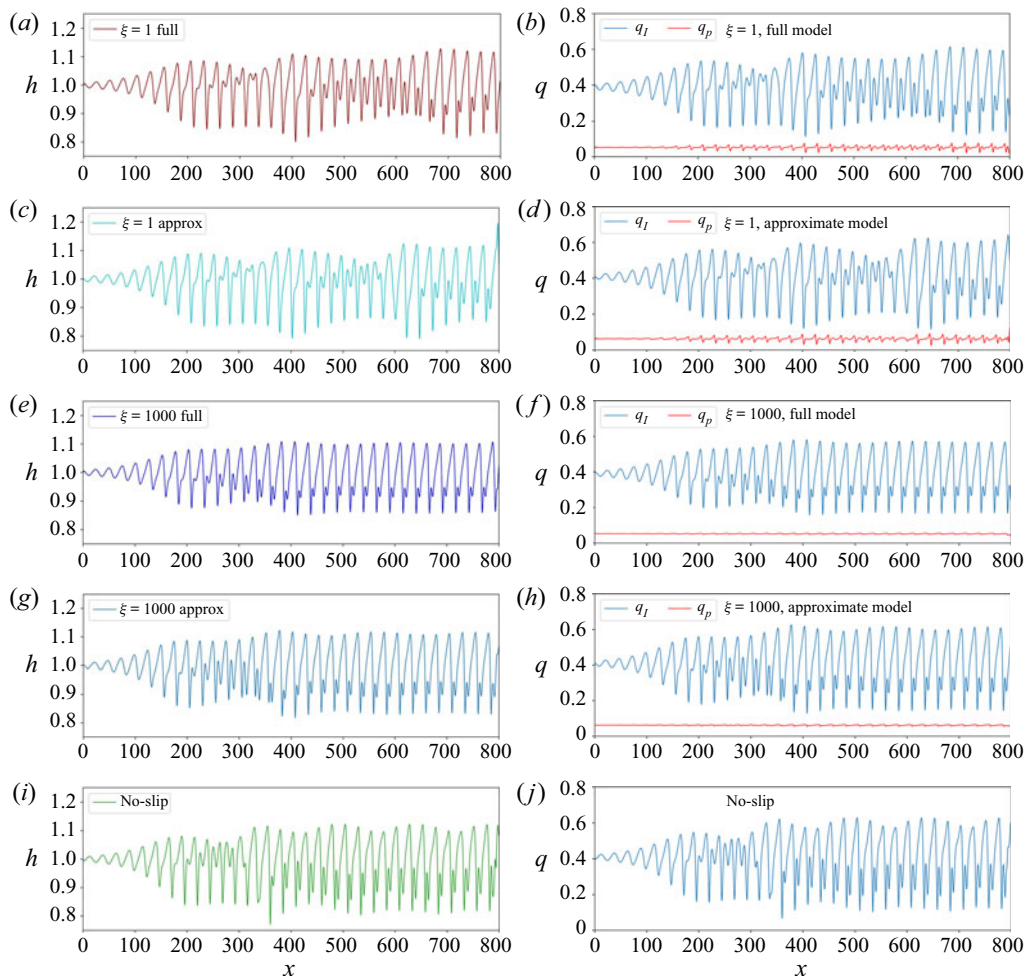 (a) 1.2 1.1 h 1.0 0.9 0.8 ξ = 1 full
0 100 200 300 400 500 600 700 800
(b) 0.8 0.6 q 0.4 0.2 0 q_I q_p ξ = 1, full model
0 100 200 300 400 500 600 700 800
(c) 1.2 1.1 h 1.0 0.9 0.8 ξ = 1 approx
0 100 200 300 400 500 600 700 800
(d) 0.8 0.6 q 0.4 0.2 0 q_I q_p ξ = 1, approximate model
0 100 200 300 400 500 600 700 800
(e) 1.2 1.1 h 1.0 0.9 0.8 ξ = 1000 full
0 100 200 300 400 500 600 700 800
(f) 0.8 0.6 q 0.4 0.2 0 q_I q_p ξ = 1000, full model
0 100 200 300 400 500 600 700 800
(g) 1.2 1.1 h 1.0 0.9 0.8 ξ = 1000 approx
0 100 200 300 400 500 600 700 800
(h) 0.8 0.6 q 0.4 0.2 0 q_I q_p ξ = 1000, approximate model
0 100 200 300 400 500 600 700 800
(i) 1.2 1.1 h 1.0 0.9 0.8 No-slip
0 100 200 300 400 500 600 700 800
x
(j) 0.8 0.6 q 0.4 0.2 0 No-slip
0 100 200 300 400 500 600 700 800
x